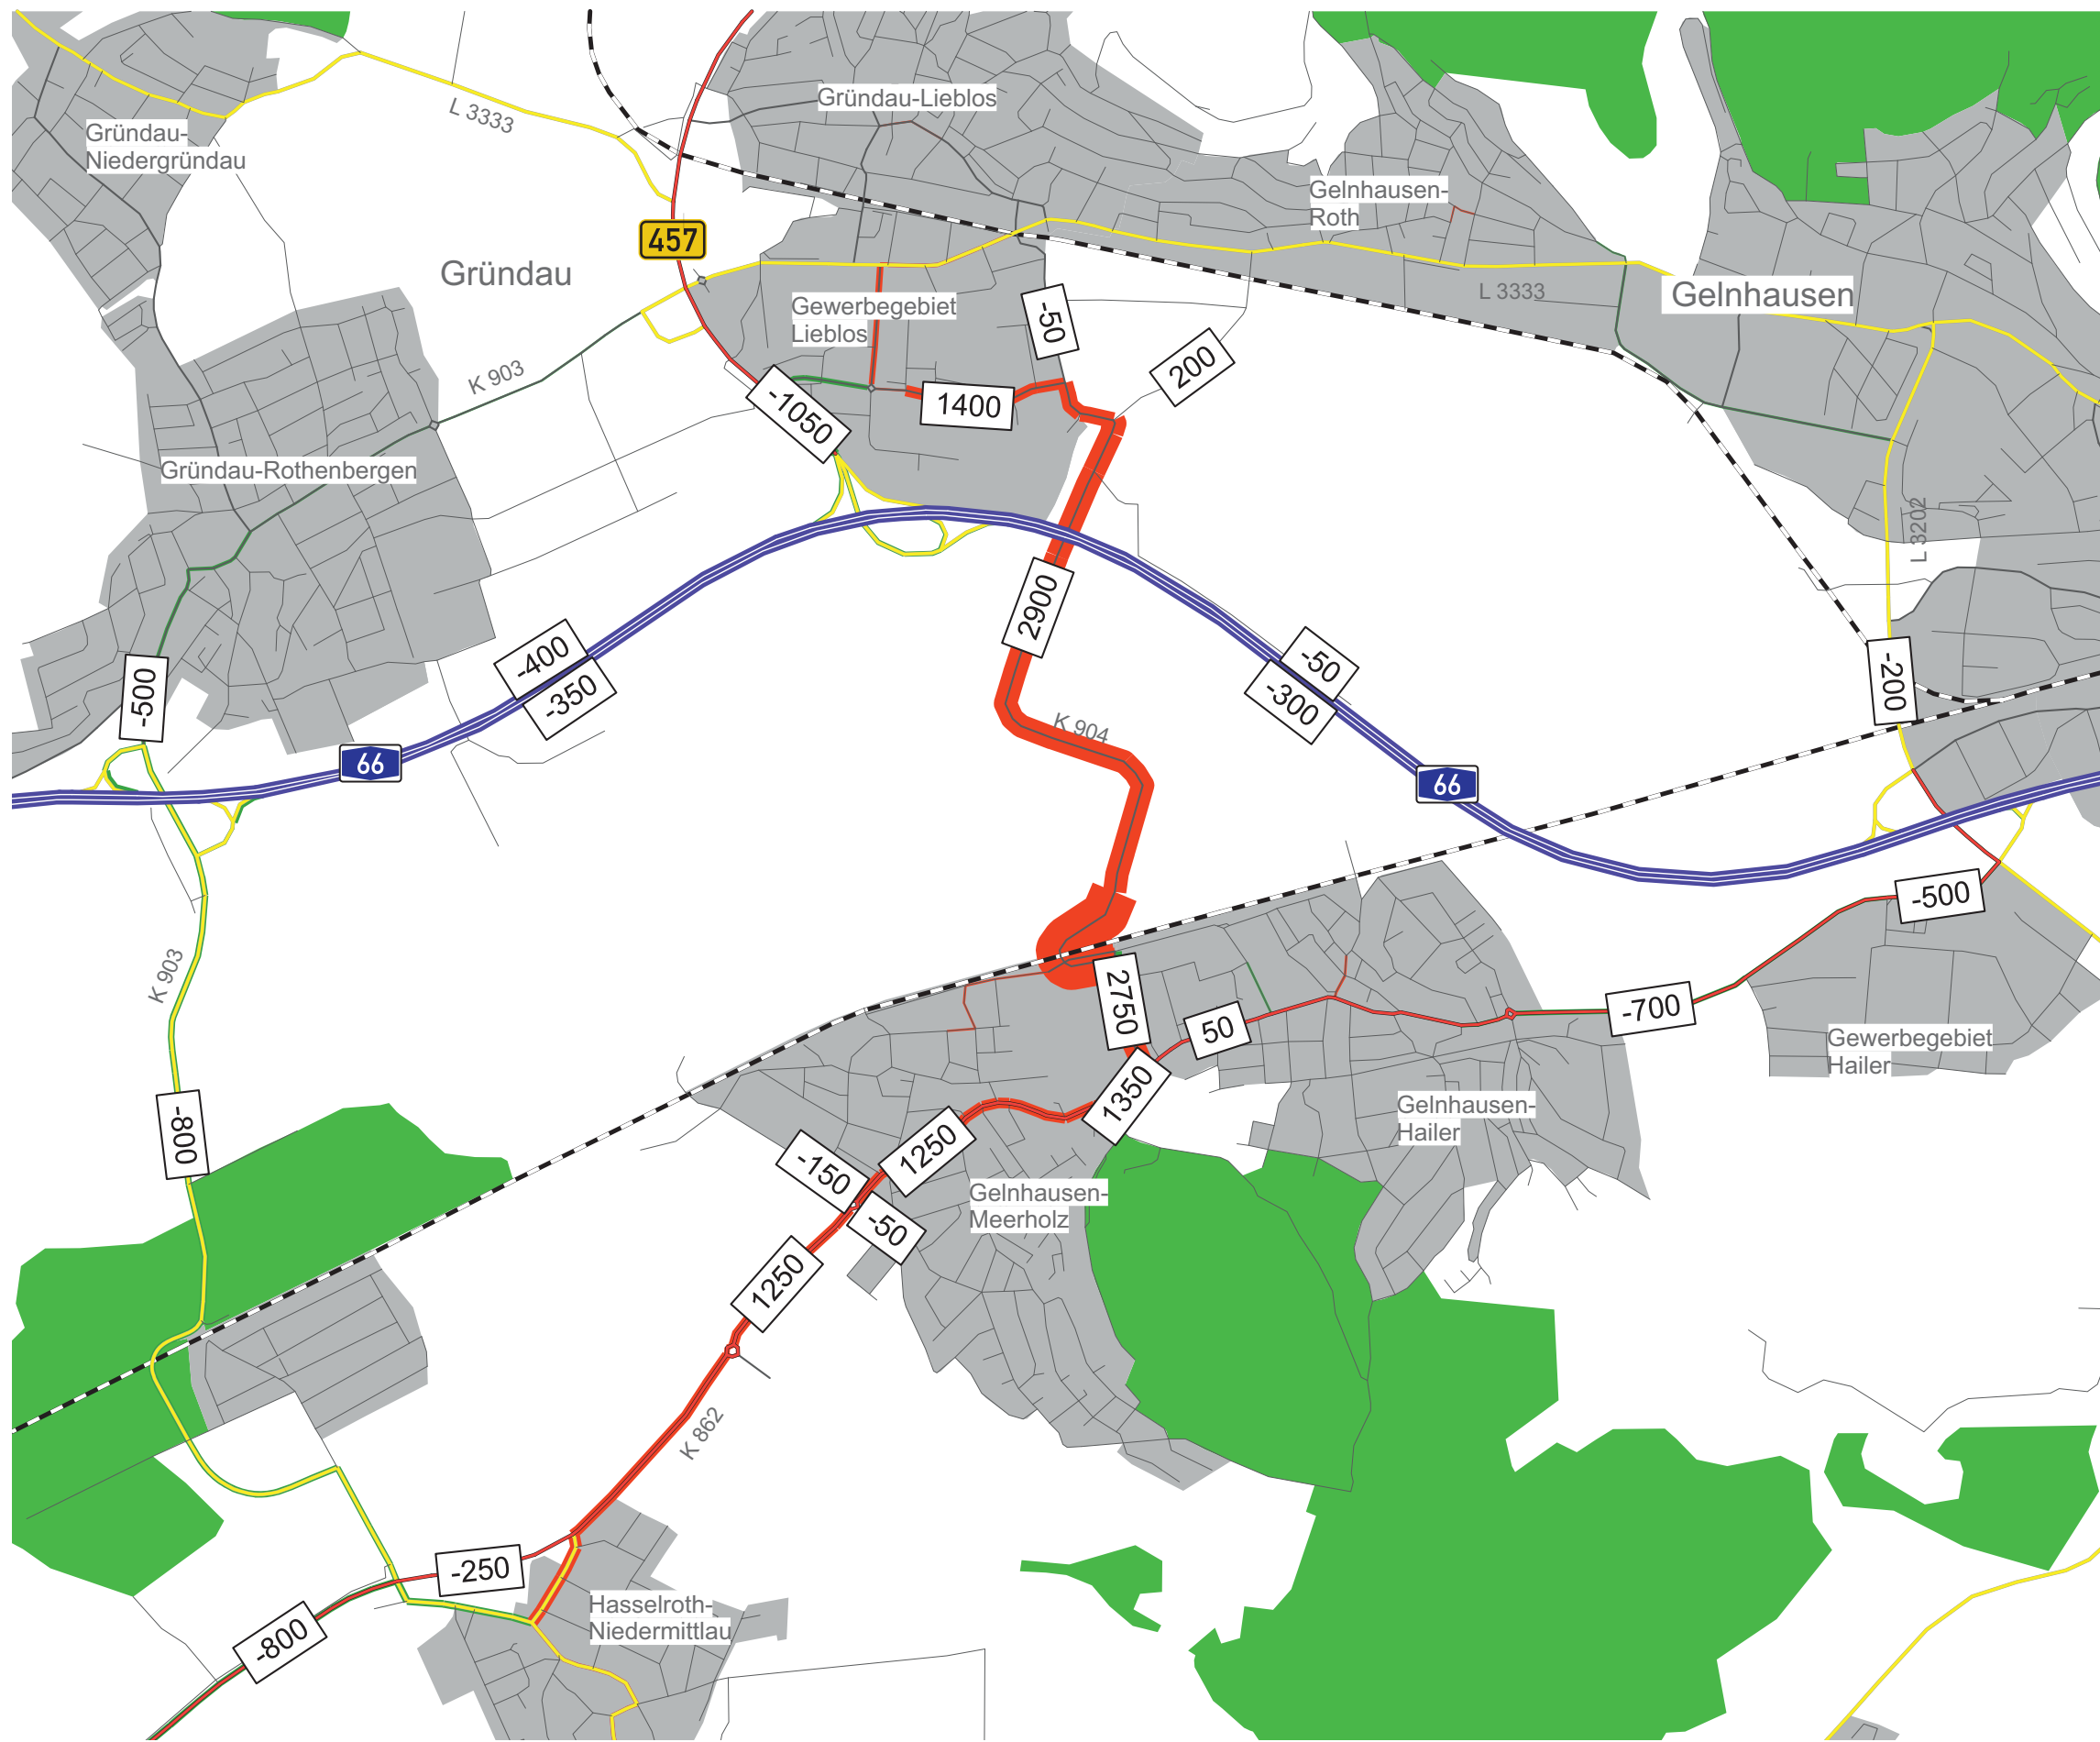 Gründau-Lieblos
L 3333
Gründau-
Niedergründau
Gelnhausen-
Roth
457
Gründau
L 3333
Gelnhausen
Gewerbegebiet
Lieblos
-50
200
K 903
-1050
1400
Gründau-Rothenbergen
L 3202
2900
-400
-350
-50
-300
-500
-200
K 904
66
66
-500
K 903
2750
50
-700
Gewerbegebiet
Hailer
1350
Gelnhausen-
Hailer
-800
1250
-150
-50
Gelnhausen-
Meerholz
1250
K 862
-250
Hasselroth-
Niedermittlau
-800